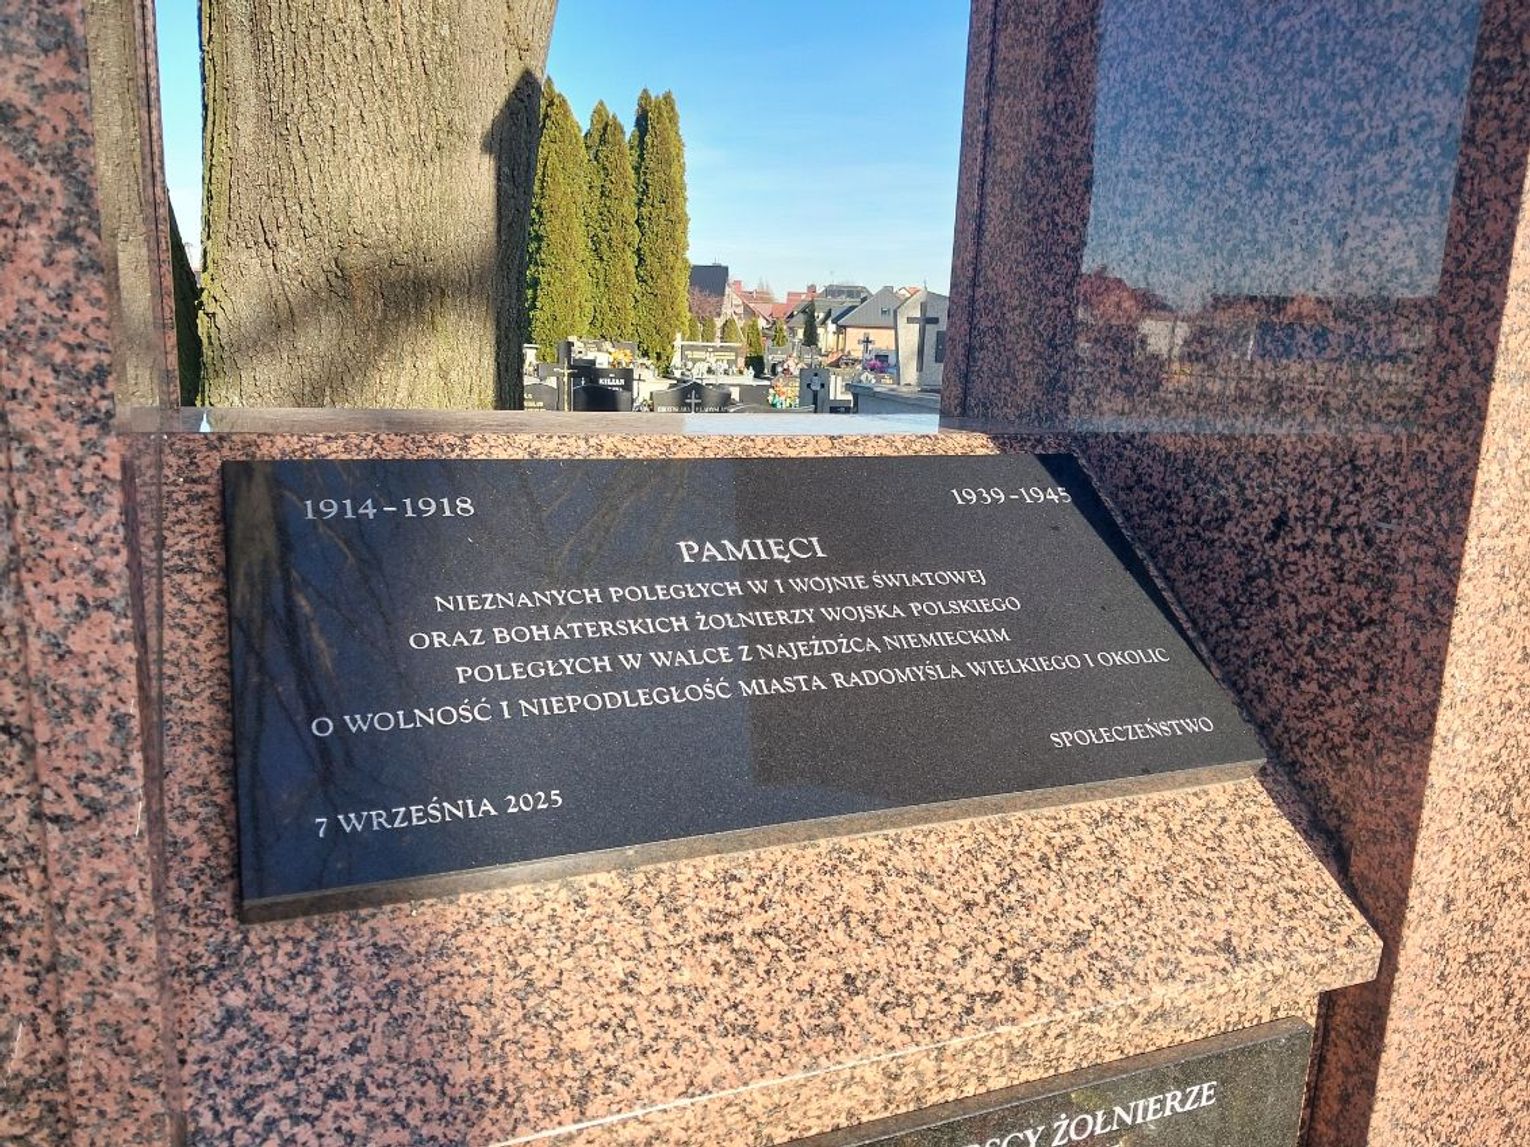 1914-1918
1939-1945
PAMIĘCI
NIEZNANYCH POLEGŁYCH W I WOJNIE ŚWIATOWEJ
ORAZ BOHATERSKICH ŻOŁNIERZY WOJSKA POLSKIEGO
POLEGŁYCH W WALCE Z NAJEŹDŹCĄ NIEMIECKIM
O WOLNOŚĆ I NIEPODLEGŁOŚĆ MIASTA RADOMYŚLA WIELKIEGO I OKOLIC
SPOŁECZEŃSTWO
7 WRZEŚNIA 2025
ŻOŁNIERZE
KILIAN